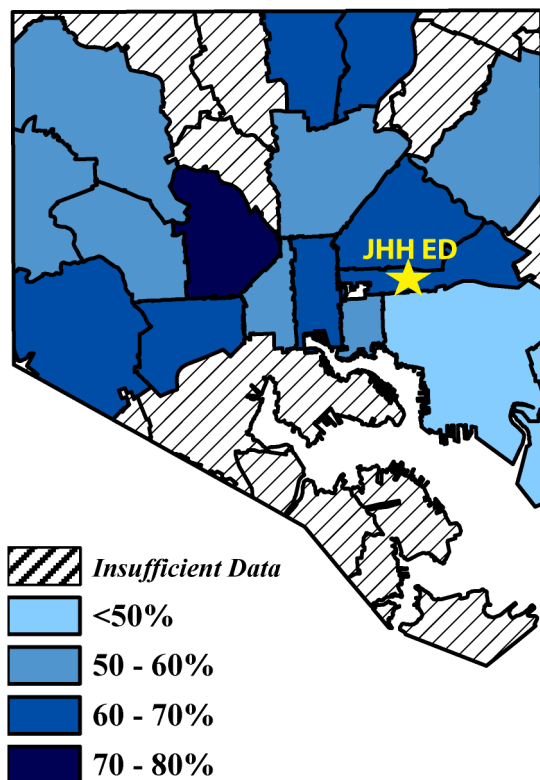 JHH ED
Insufficient Data
<50%
50 - 60%
60 - 70%
70 - 80%